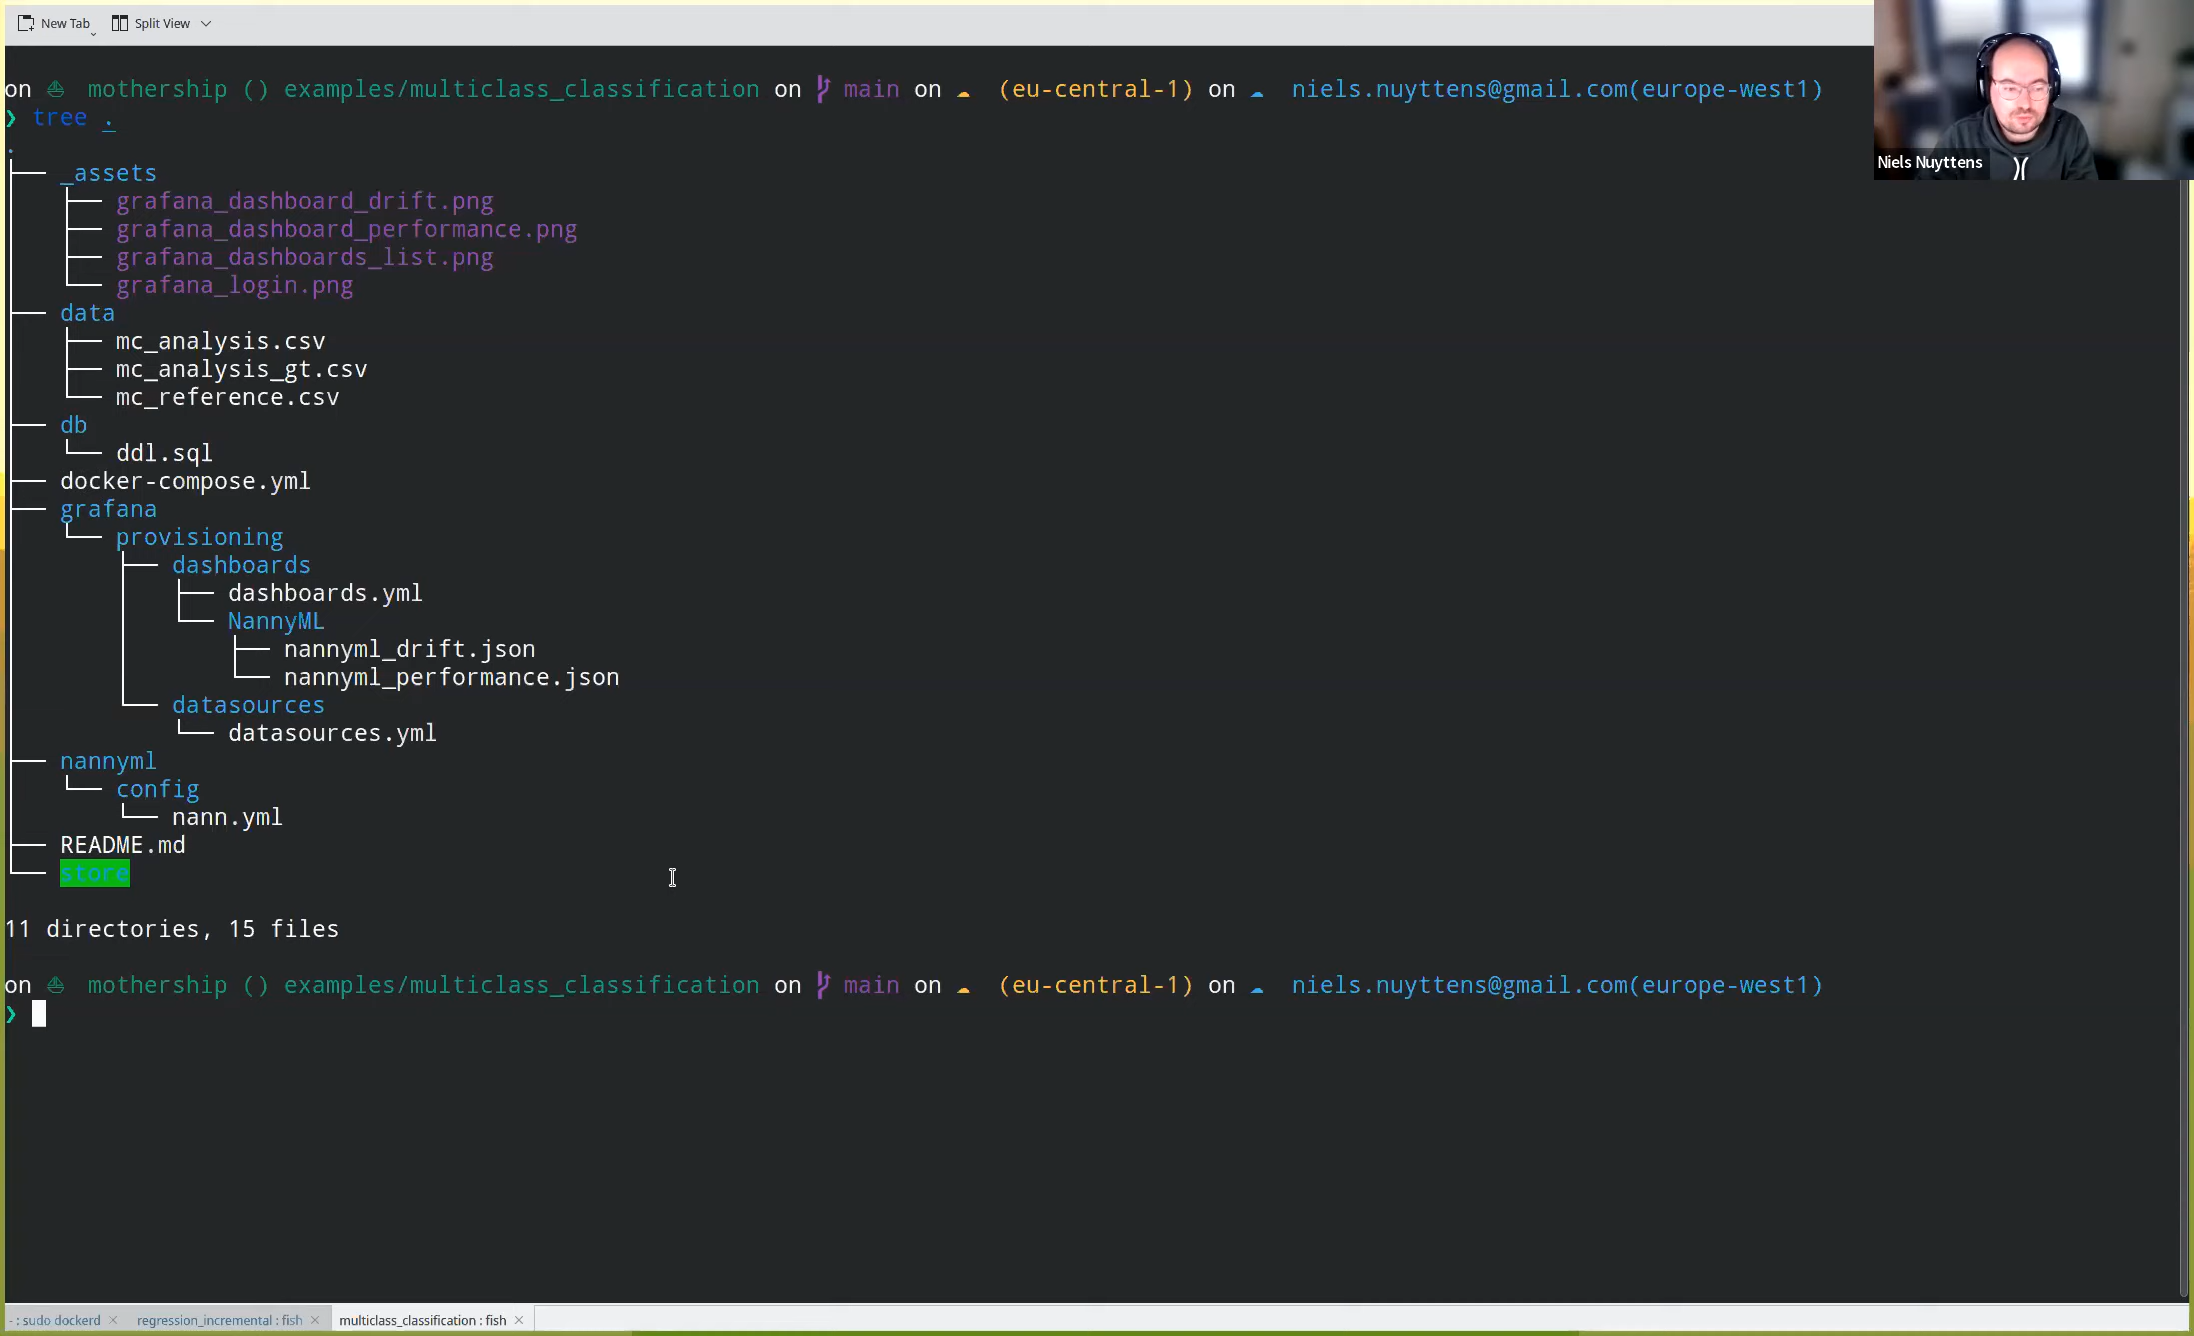 New Tab Split View
on mothership () examples/multiclass_classification on main on (eu-central-1) on niels.nuyttens@gmail.com(europe-west1)
❯ tree .
.
├── _assets
│   ├── grafana_dashboard_drift.png
│   ├── grafana_dashboard_performance.png
│   ├── grafana_dashboards_list.png
│   └── grafana_login.png
├── data
│   ├── mc_analysis.csv
│   ├── mc_analysis_gt.csv
│   └── mc_reference.csv
├── db
│   └── ddl.sql
├── docker-compose.yml
├── grafana
│   └── provisioning
│       ├── dashboards
│       │   ├── dashboards.yml
│       │   └── NannyML
│       │       ├── nannyml_drift.json
│       │       └── nannyml_performance.json
│       └── datasources
│           └── datasources.yml
├── nannyml
│   └── config
│       └── nann.yml
├── README.md
└── store
11 directories, 15 files
on mothership () examples/multiclass_classification on main on (eu-central-1) on niels.nuyttens@gmail.com(europe-west1)
❯
Niels Nuyttens
~ : sudo dockerd regression_incremental : fish multiclass_classification : fish